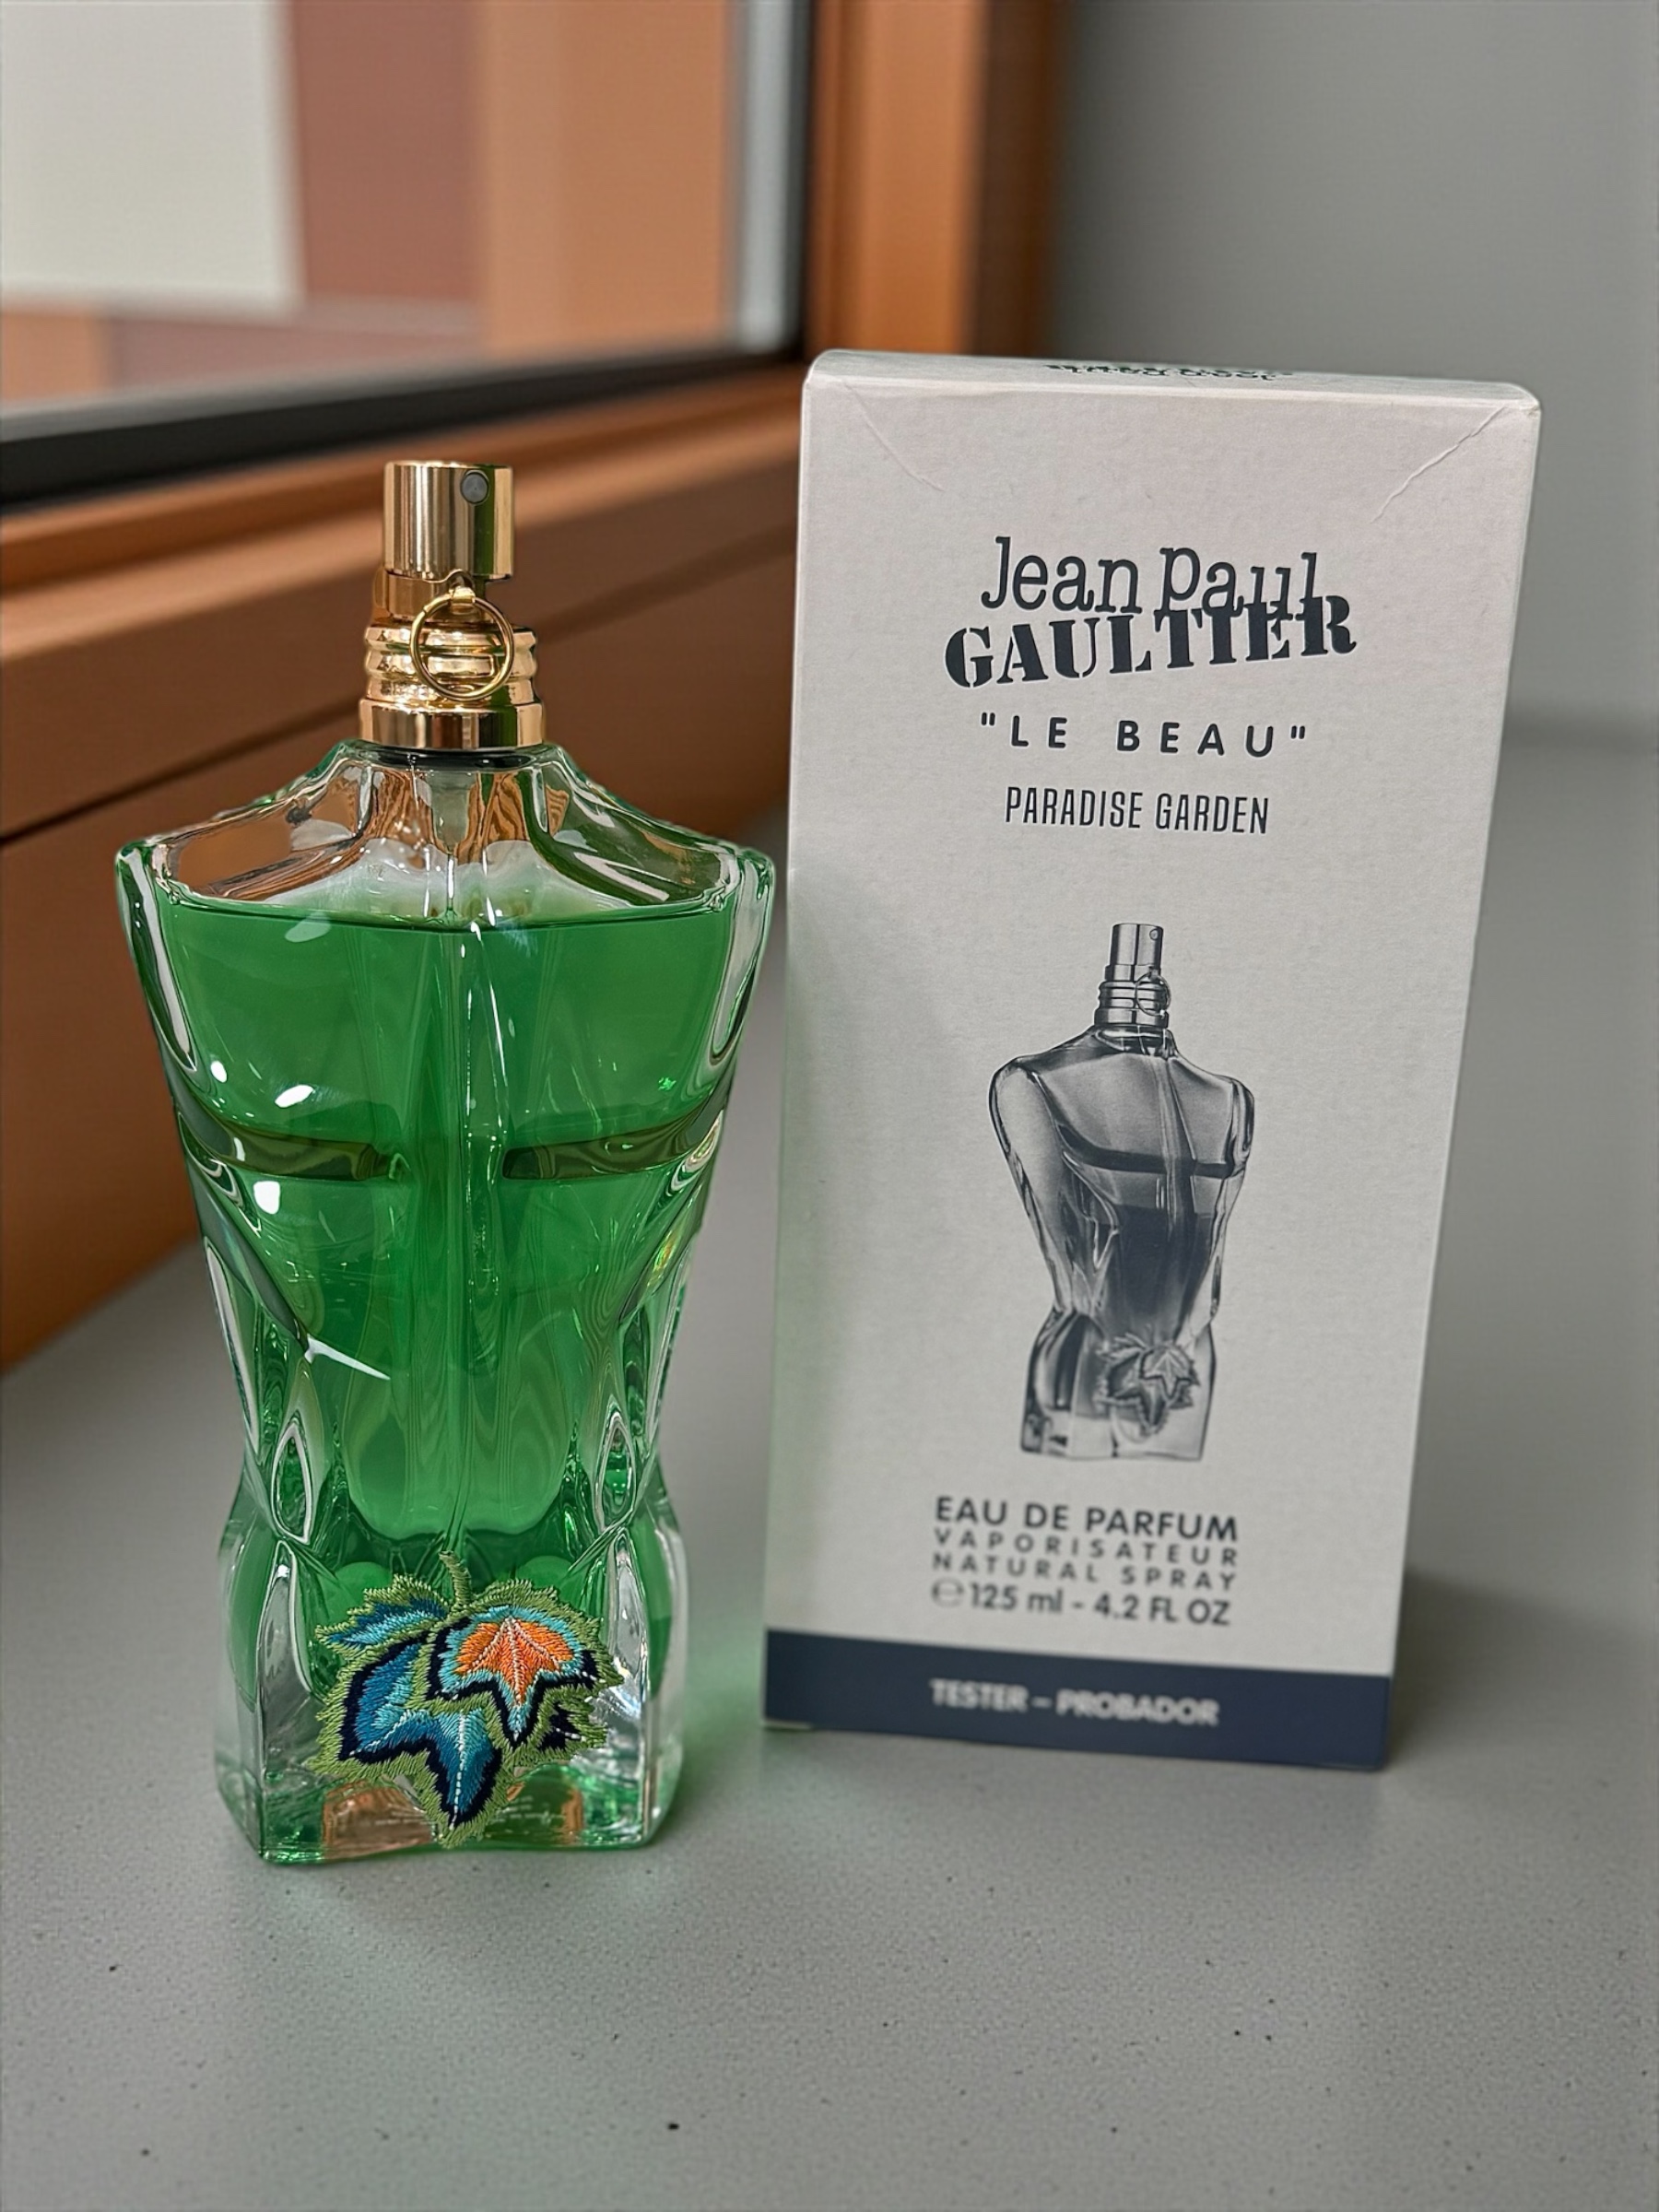 Jean Paul
GAULTIER
"LE BEAU"
PARADISE GARDEN
EAU DE PARFUM
VAPORISATEUR
NATURAL SPRAY
℮ 125 ml - 4.2 FL OZ
TESTER – PROBADOR